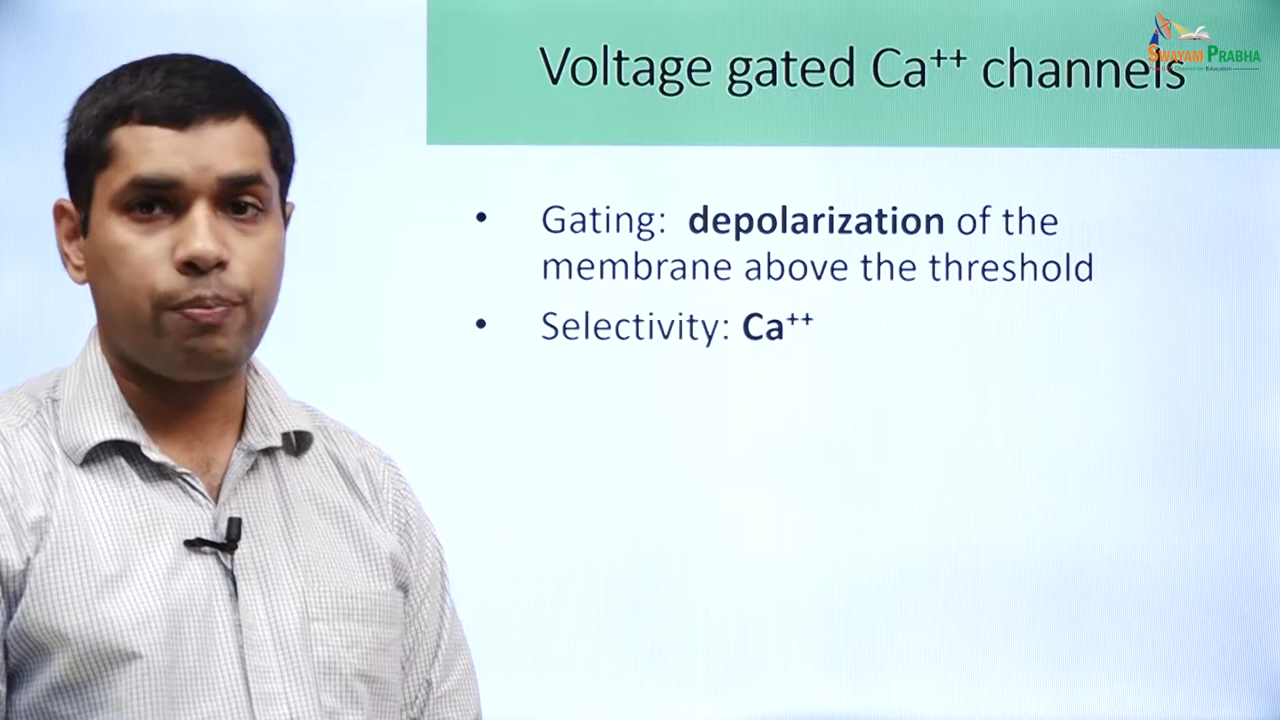 Voltage gated Ca⁺⁺ channels
SWAYAM PRABHA
• Gating: depolarization of the
membrane above the threshold
• Selectivity: Ca⁺⁺